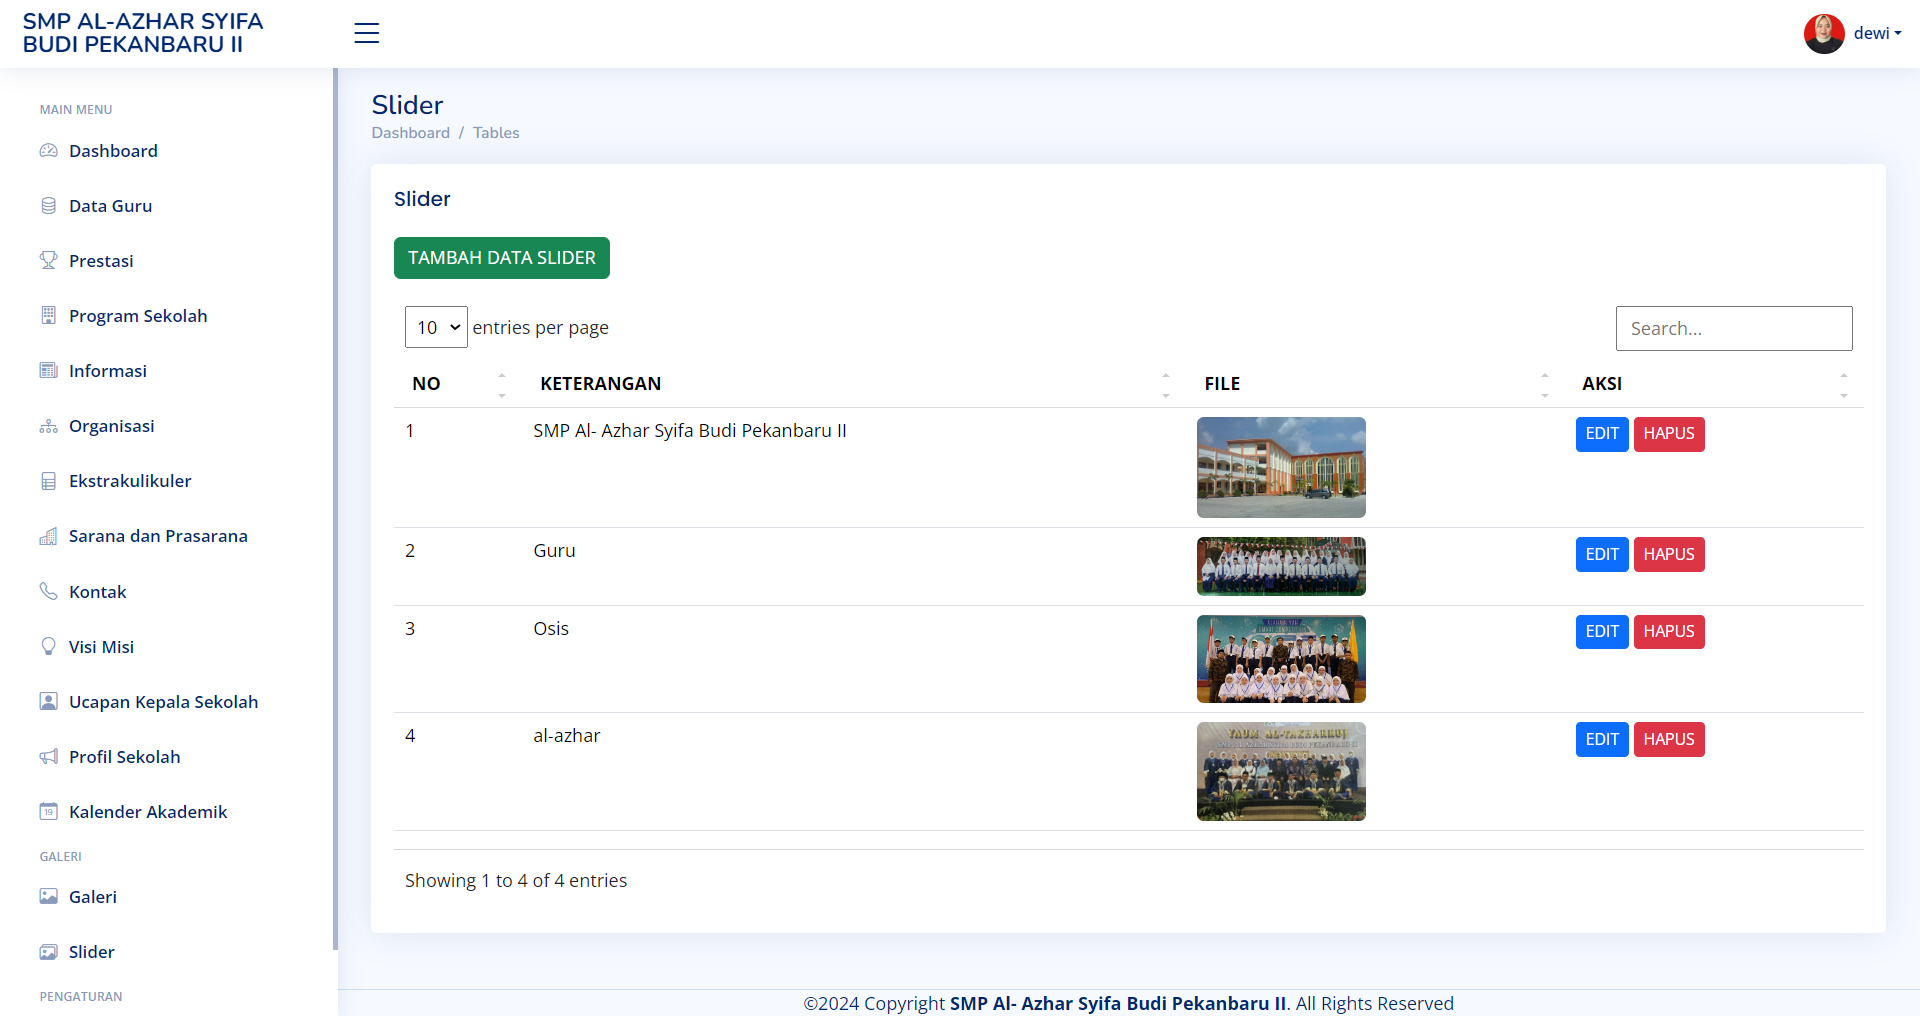 SMP AL-AZHAR SYIFA
BUDI PEKANBARU II
dewi
MAIN MENU
Dashboard
Data Guru
Prestasi
Program Sekolah
Informasi
Organisasi
Ekstrakulikuler
Sarana dan Prasarana
Kontak
Visi Misi
Ucapan Kepala Sekolah
Profil Sekolah
Kalender Akademik
GALERI
Galeri
Slider
PENGATURAN
Slider
Dashboard / Tables
Slider
TAMBAH DATA SLIDER
10 entries per page
Search...
NO KETERANGAN FILE AKSI
1 SMP Al- Azhar Syifa Budi Pekanbaru II EDIT HAPUS
2 Guru EDIT HAPUS
3 Osis EDIT HAPUS
4 al-azhar YAUM AL-TAKHARRUJ EDIT HAPUS
Showing 1 to 4 of 4 entries
©2024 Copyright SMP Al- Azhar Syifa Budi Pekanbaru II. All Rights Reserved